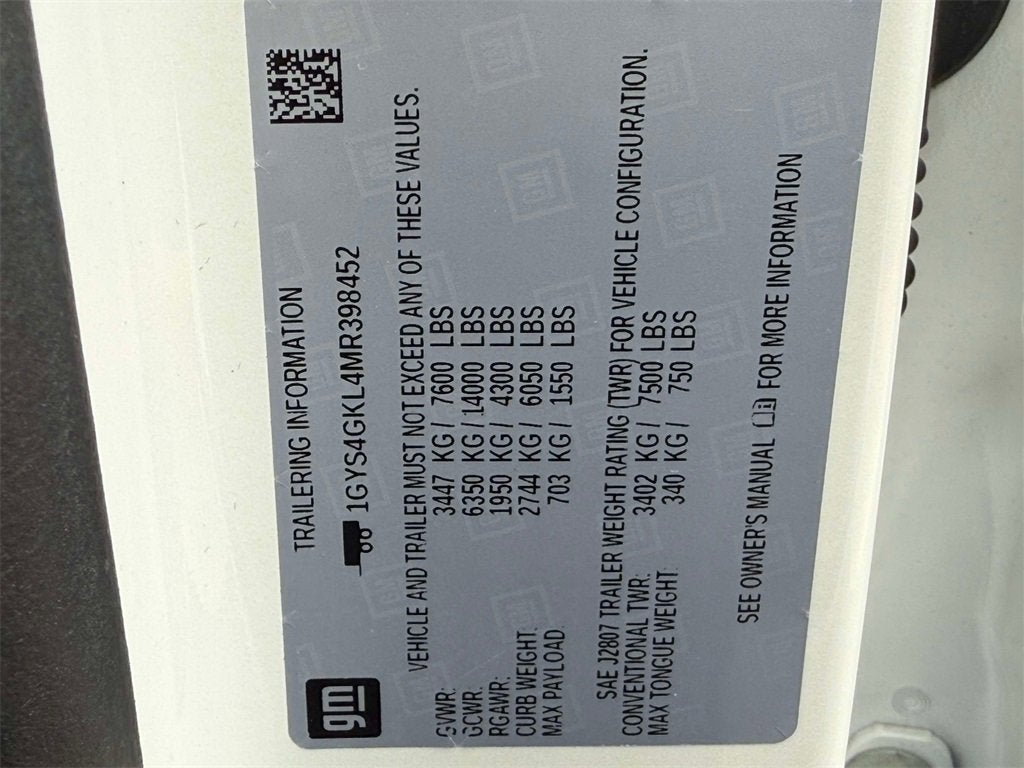 TRAILERING INFORMATION
1GYS4GKL4MR398452
VEHICLE AND TRAILER MUST NOT EXCEED ANY OF THESE VALUES.
GVWR: 3447 KG / 7600 LBS
GCWR: 6350 KG / 14000 LBS
RGAWR: 1950 KG / 4300 LBS
CURB WEIGHT: 2744 KG / 6050 LBS
MAX PAYLOAD: 703 KG / 1550 LBS
SAE J2807 TRAILER WEIGHT RATING (TWR) FOR VEHICLE CONFIGURATION.
CONVENTIONAL TWR: 3402 KG / 7500 LBS
MAX TONGUE WEIGHT: 340 KG / 750 LBS
SEE OWNER'S MANUAL FOR MORE INFORMATION
gm